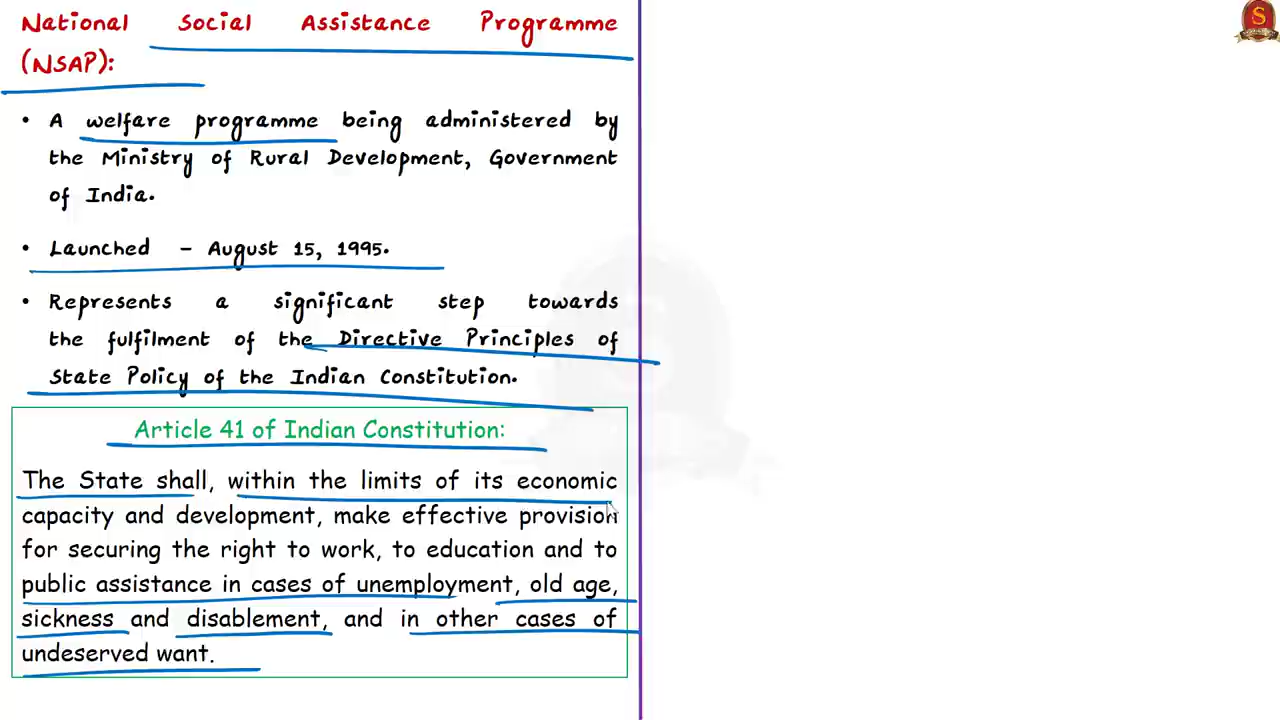 National Social Assistance Programme
(NSAP):
• A welfare programme being administered by
the Ministry of Rural Development, Government
of India.
• Launched – August 15, 1995.
• Represents a significant step towards
the fulfilment of the Directive Principles of
State Policy of the Indian Constitution.
Article 41 of Indian Constitution:
The State shall, within the limits of its economic
capacity and development, make effective provision
for securing the right to work, to education and to
public assistance in cases of unemployment, old age,
sickness and disablement, and in other cases of
undeserved want.
S